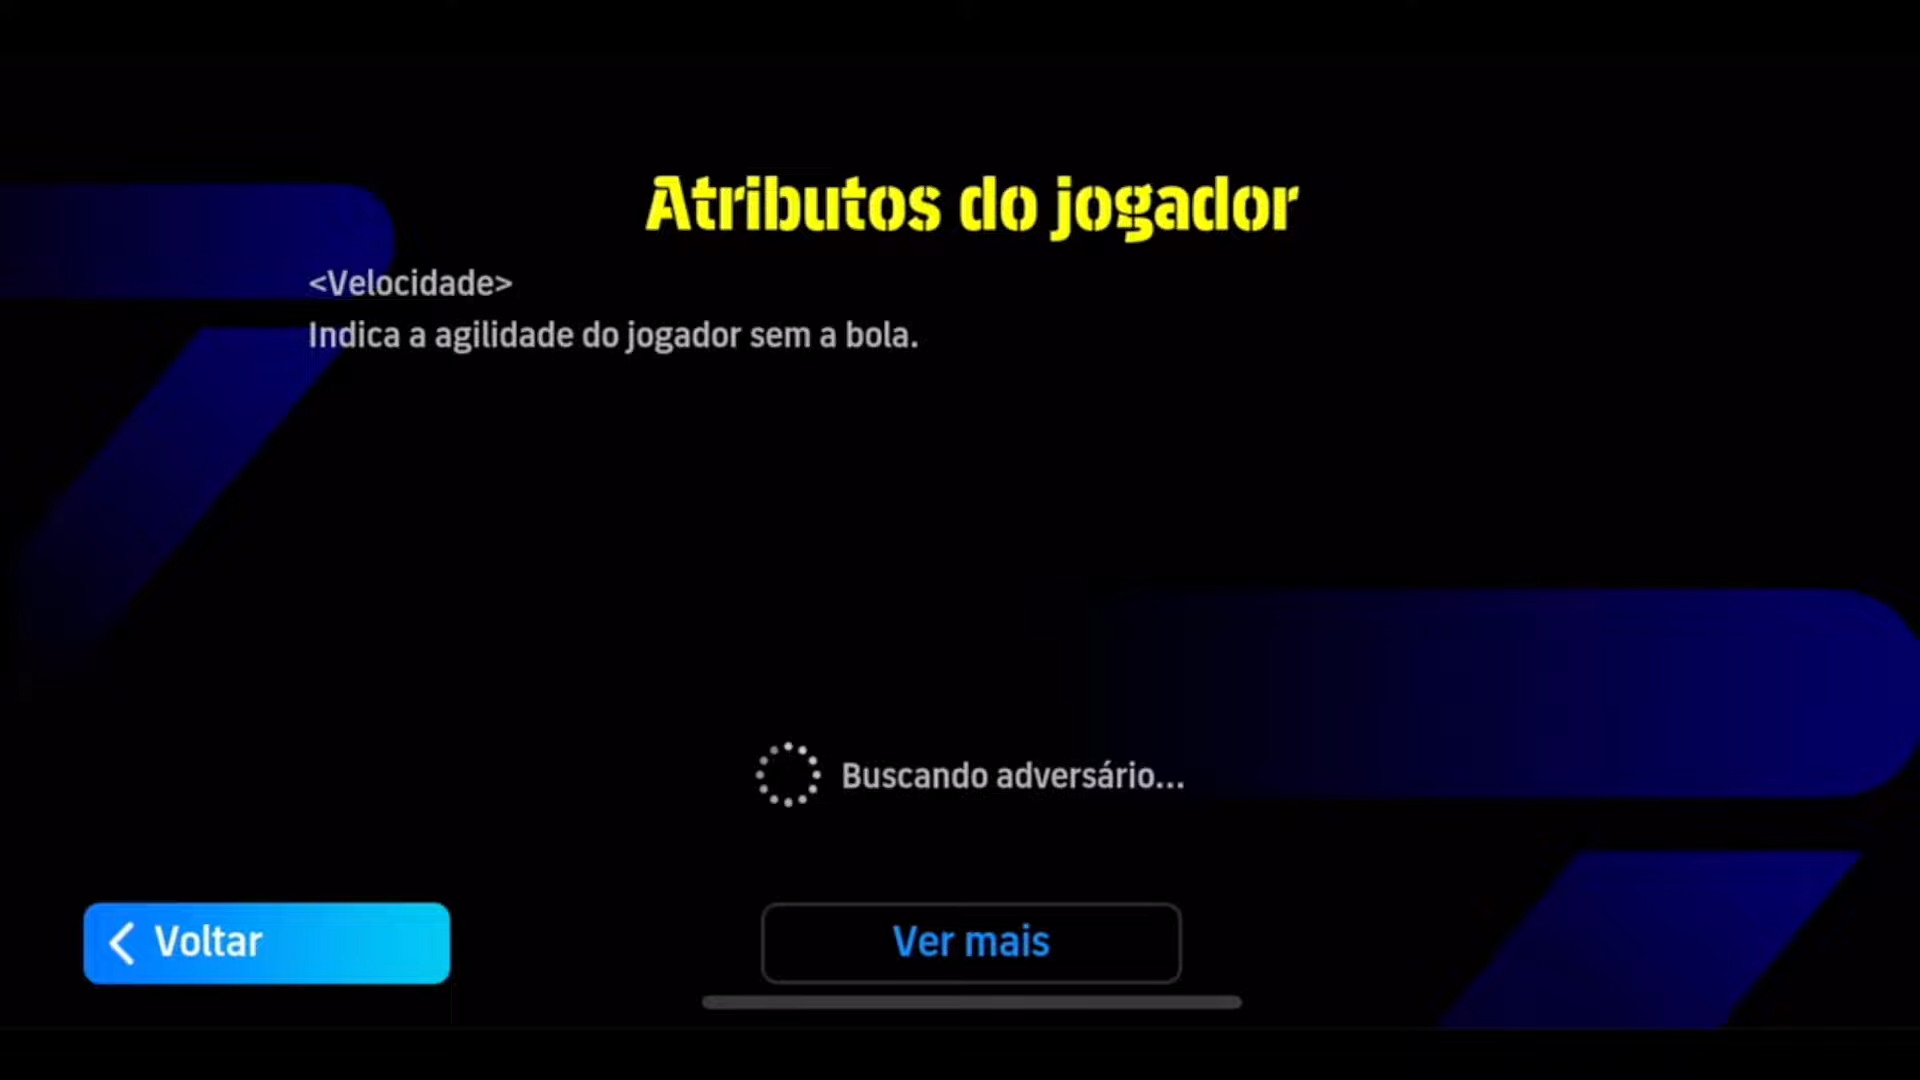 Atributos do jogador
<Velocidade>
Indica a agilidade do jogador sem a bola.
Buscando adversário...
Voltar
Ver mais